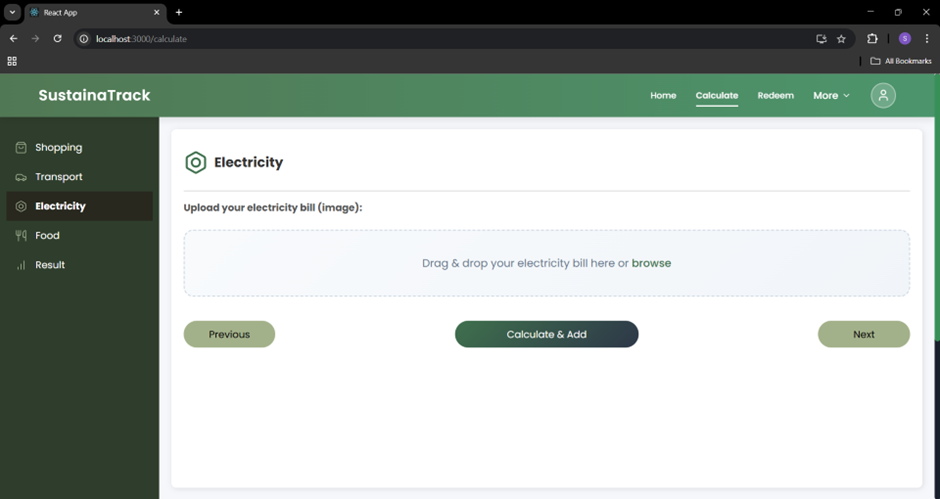 React App
localhost:3000/calculate
S
All Bookmarks
SustainaTrack
Home
Calculate
Redeem
More
Shopping
Transport
Electricity
Food
Result
Electricity
Upload your electricity bill (image):
Drag & drop your electricity bill here or browse
Previous
Calculate & Add
Next